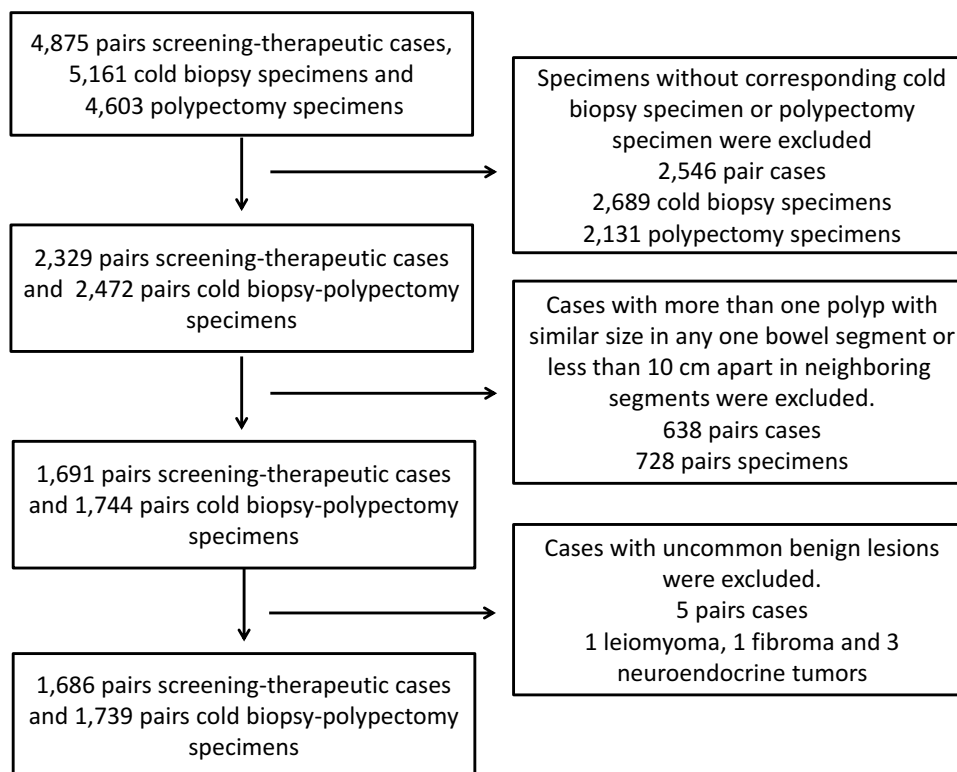 4,875 pairs screening-therapeutic cases,
5,161 cold biopsy specimens and
4,603 polypectomy specimens
Specimens without corresponding cold
biopsy specimen or polypectomy
specimen were excluded
2,546 pair cases
2,689 cold biopsy specimens
2,131 polypectomy specimens
2,329 pairs screening-therapeutic cases
and 2,472 pairs cold biopsy-polypectomy
specimens
Cases with more than one polyp with
similar size in any one bowel segment or
less than 10 cm apart in neighboring
segments were excluded.
638 pairs cases
728 pairs specimens
1,691 pairs screening-therapeutic cases
and 1,744 pairs cold biopsy-polypectomy
specimens
Cases with uncommon benign lesions
were excluded.
5 pairs cases
1 leiomyoma, 1 fibroma and 3
neuroendocrine tumors
1,686 pairs screening-therapeutic cases
and 1,739 pairs cold biopsy-polypectomy
specimens